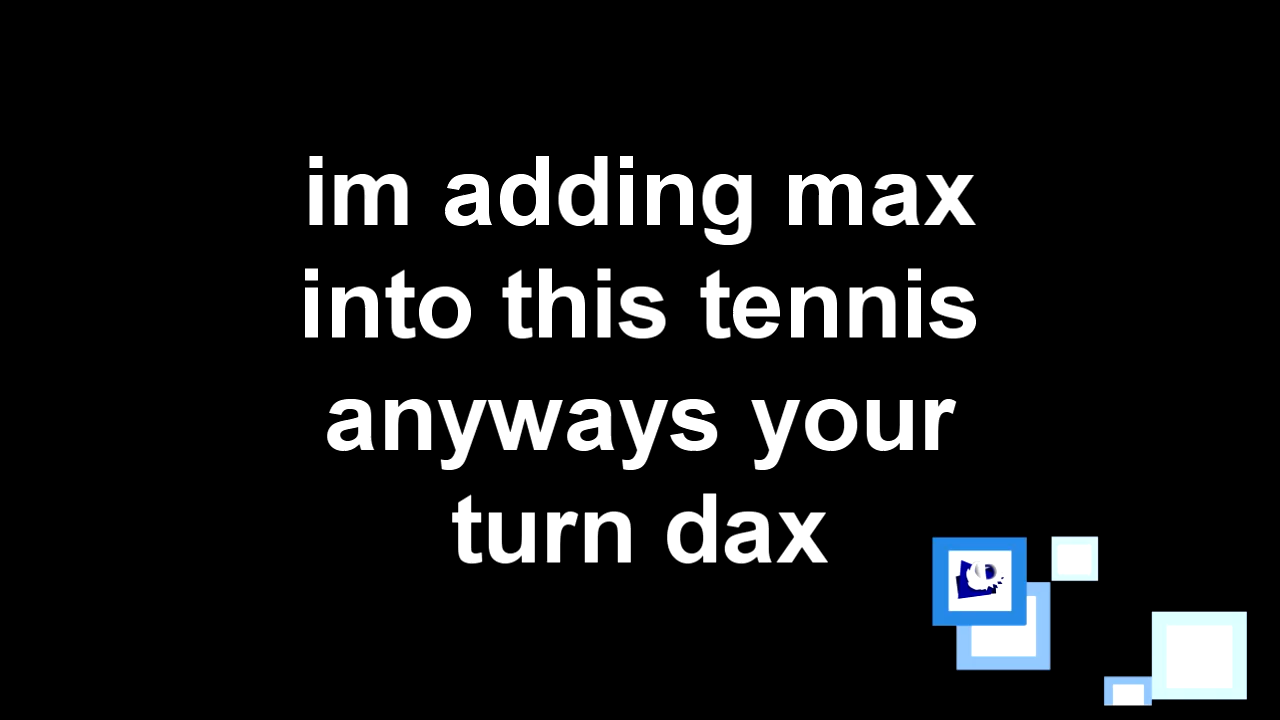 im adding max
into this tennis
anyways your
turn dax